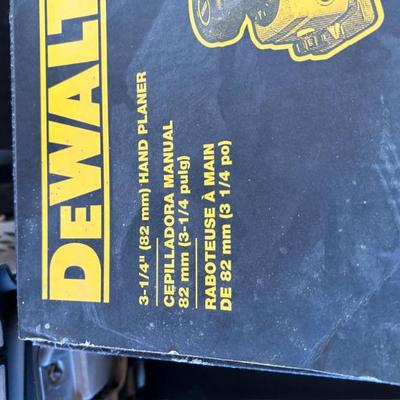 DEWALT
3-1/4" (82 mm) HAND PLANER
CEPILLADORA MANUAL
82 mm (3-1/4 pulg)
RABOTEUSE À MAIN
DE 82 mm (3 1/4 po)